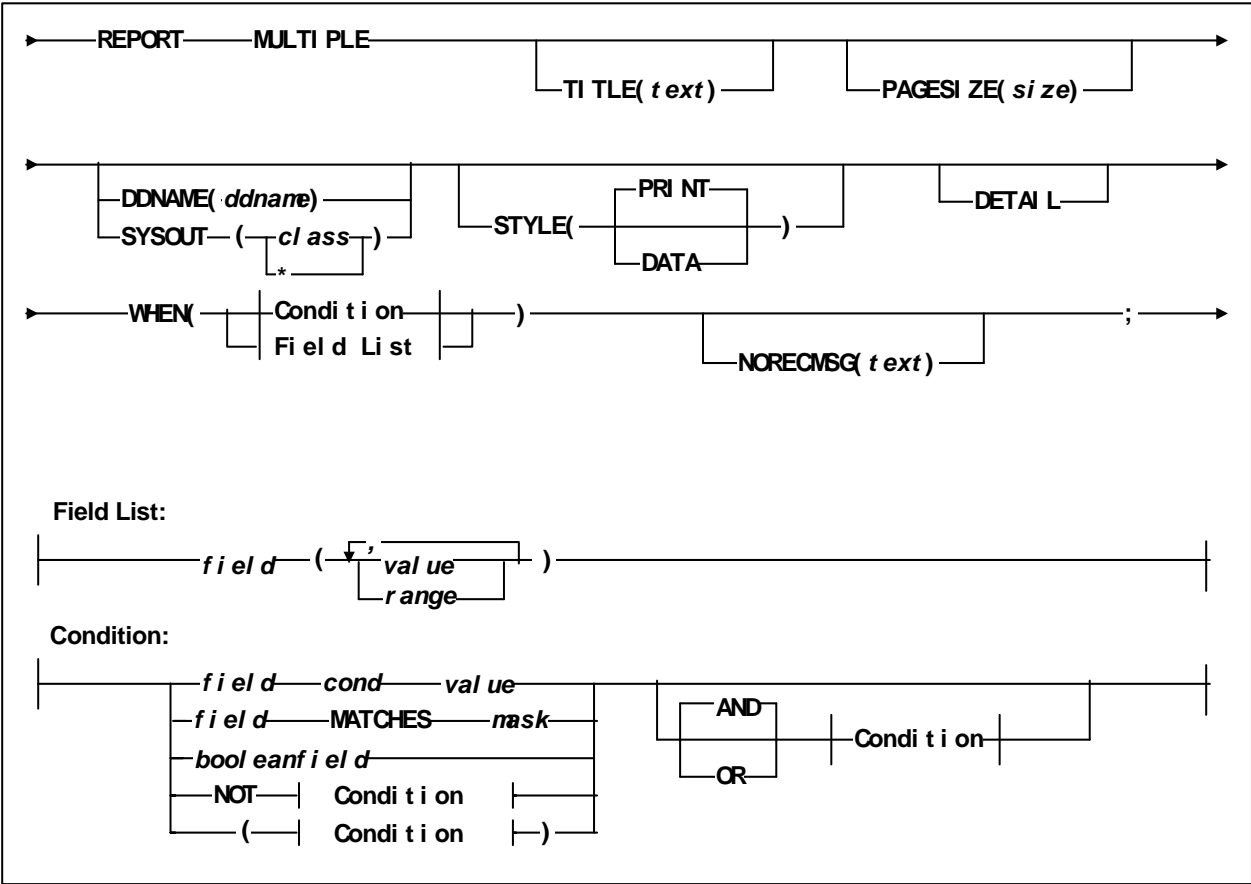 REPORT MULTIPLE
TITLE(text) PAGESIZE(size)
DDNAME(ddname)
SYSOUT (class)
*
STYLE(
PRINT
DATA
)
DETAIL
WHEN(
Condition
Field List
)
NORECMSG(text)
;
Field List:
field (
,
value
range
)
Condition:
field cond value
field MATCHES mask
booleanfield
NOT Condition
( Condition )
AND
OR
Condition